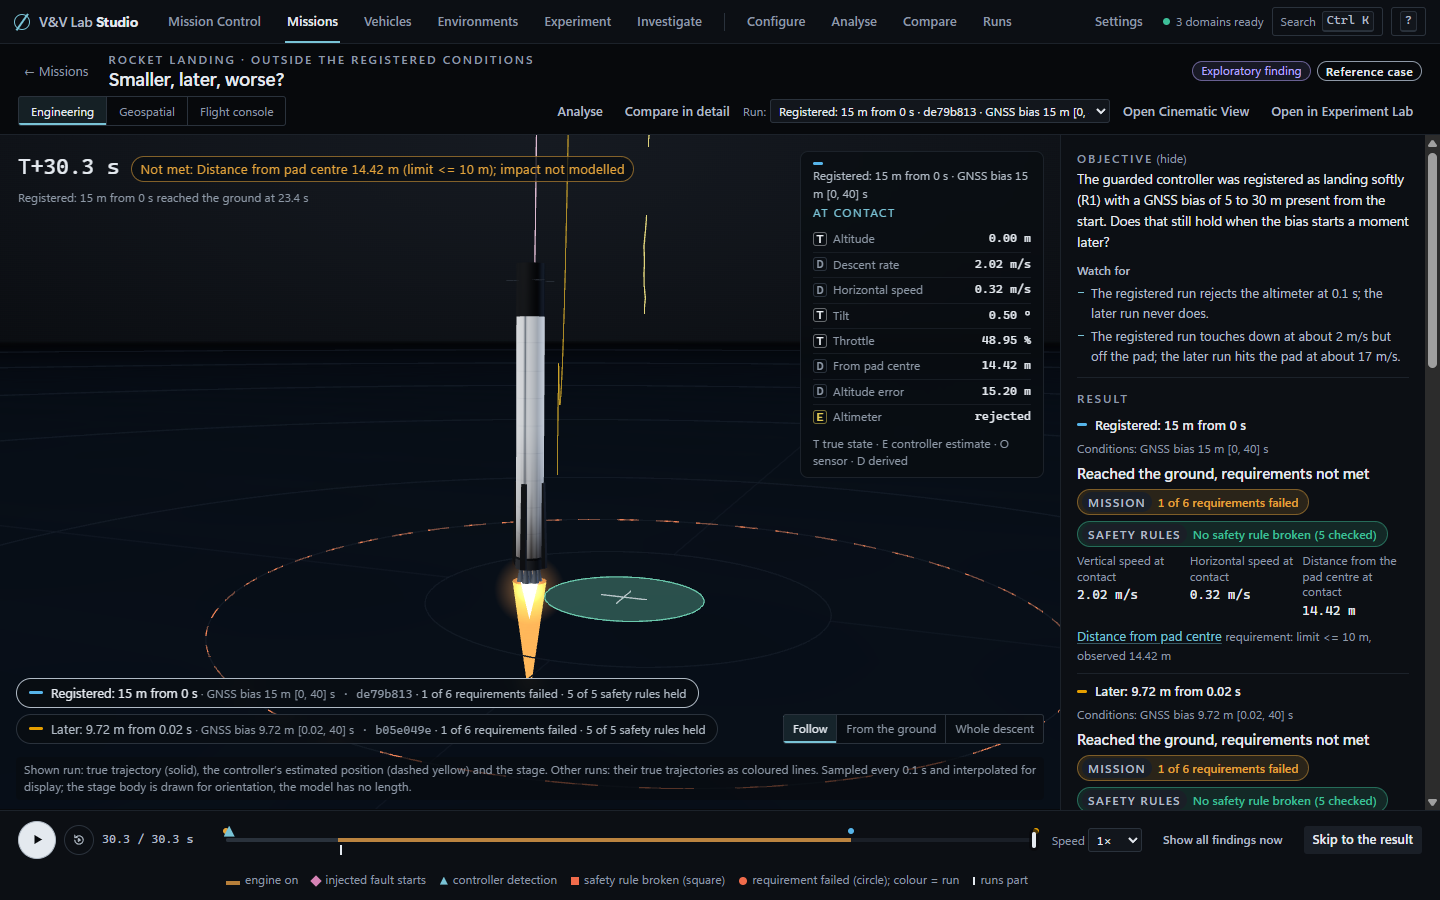 V&V Lab Studio
Mission Control
Missions
Vehicles
Environments
Experiment
Investigate
Configure
Analyse
Compare
Runs
Settings
3 domains ready
Search Ctrl K
?
← Missions
ROCKET LANDING · OUTSIDE THE REGISTERED CONDITIONS
Smaller, later, worse?
Exploratory finding
Reference case
Engineering
Geospatial
Flight console
Analyse
Compare in detail
Run: Registered: 15 m from 0 s · de79b813 · GNSS bias 15 m [0,
Open Cinematic View
Open in Experiment Lab
T+30.3 s
Not met: Distance from pad centre 14.42 m (limit <= 10 m); impact not modelled
Registered: 15 m from 0 s reached the ground at 23.4 s
Registered: 15 m from 0 s · GNSS bias 15
m [0, 40] s
AT CONTACT
T Altitude 0.00 m
D Descent rate 2.02 m/s
D Horizontal speed 0.32 m/s
T Tilt 0.50 °
T Throttle 48.95 %
D From pad centre 14.42 m
D Altitude error 15.20 m
E Altimeter rejected
T true state · E controller estimate · O
sensor · D derived
OBJECTIVE (hide)
The guarded controller was registered as landing softly
(R1) with a GNSS bias of 5 to 30 m present from the
start. Does that still hold when the bias starts a moment
later?
Watch for
– The registered run rejects the altimeter at 0.1 s; the
later run never does.
– The registered run touches down at about 2 m/s but
off the pad; the later run hits the pad at about 17 m/s.
RESULT
Registered: 15 m from 0 s
Conditions: GNSS bias 15 m [0, 40] s
Reached the ground, requirements not met
MISSION 1 of 6 requirements failed
SAFETY RULES No safety rule broken (5 checked)
Vertical speed at
contact
2.02 m/s
Horizontal speed at
contact
0.32 m/s
Distance from the
pad centre at
contact
14.42 m
Distance from pad centre requirement: limit <= 10 m,
observed 14.42 m
Later: 9.72 m from 0.02 s
Conditions: GNSS bias 9.72 m [0.02, 40] s
Reached the ground, requirements not met
MISSION 1 of 6 requirements failed
SAFETY RULES No safety rule broken (5 checked)
Registered: 15 m from 0 s · GNSS bias 15 m [0, 40] s · de79b813 · 1 of 6 requirements failed · 5 of 5 safety rules held
Later: 9.72 m from 0.02 s · GNSS bias 9.72 m [0.02, 40] s · b05e049e · 1 of 6 requirements failed · 5 of 5 safety rules held
Follow
From the ground
Whole descent
Shown run: true trajectory (solid), the controller's estimated position (dashed yellow) and the stage. Other runs: their true trajectories as coloured lines. Sampled every 0.1 s and interpolated for
display; the stage body is drawn for orientation, the model has no length.
30.3 / 30.3 s
Speed 1×
Show all findings now
Skip to the result
engine on
injected fault starts
controller detection
safety rule broken (square)
requirement failed (circle); colour = run
runs part